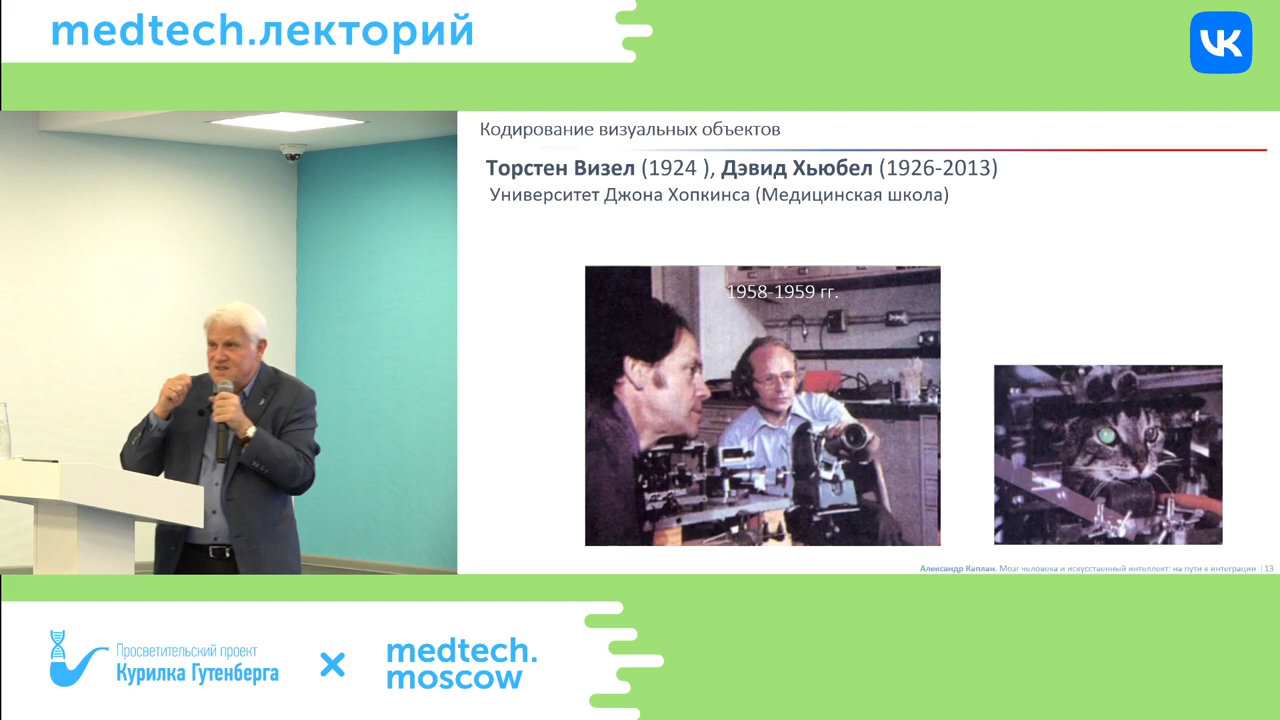 medtech.лекторий
Кодирование визуальных объектов
Торстен Визел (1924 ), Дэвид Хьюбел (1926-2013)
Университет Джона Хопкинса (Медицинская школа)
1958-1959 гг.
Александр Каплан. Мозг человека и искусственный интеллект: на пути к интеграции | 13
Просветительский проект
Курилка Гутенберга
×
medtech.
moscow